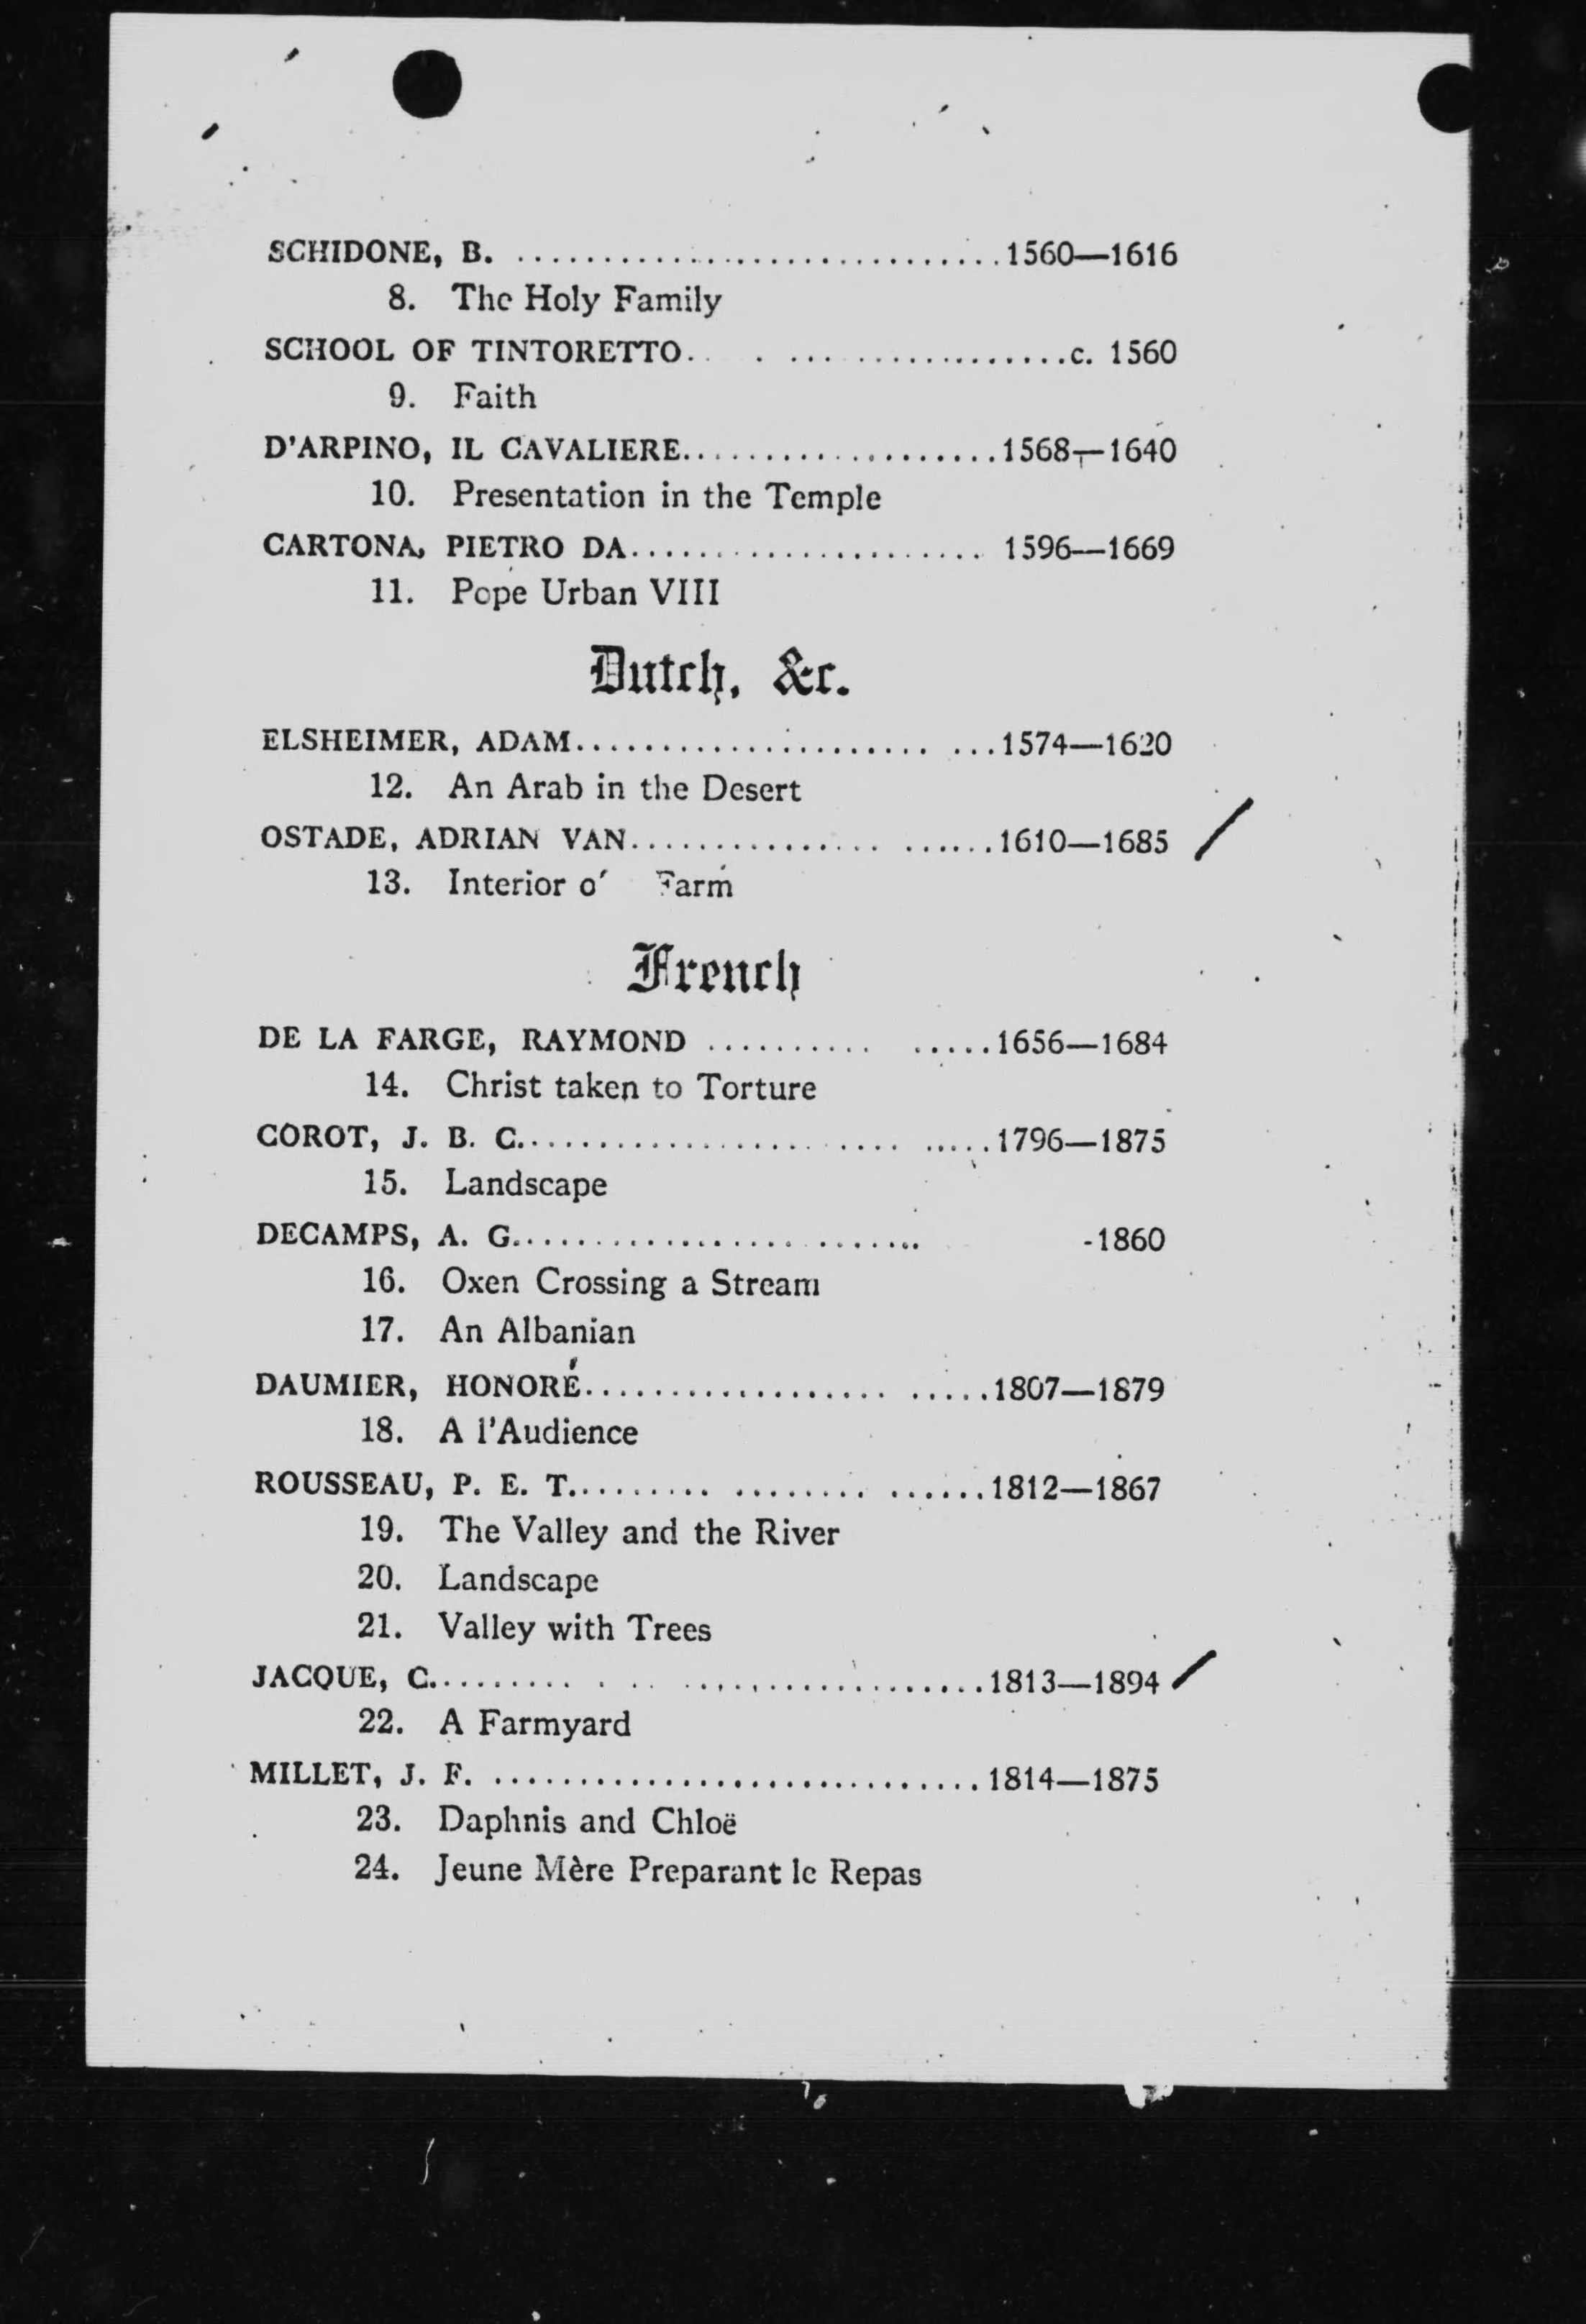 SCHIDONE, B. ................................1560—1616
8. The Holy Family
SCHOOL OF TINTORETTO.. . ... ..................c. 1560
9. Faith
D'ARPINO, IL CAVALIERE.....................1568—1640
10. Presentation in the Temple
CARTONA, PIETRO DA....................... 1596—1669
11. Pope Urban VIII
Dutch, &c.
ELSHEIMER, ADAM....................... ...1574—1620
12. An Arab in the Desert
OSTADE, ADRIAN VAN................ ......1610—1685
13. Interior o' Farm
French
DE LA FARGE, RAYMOND .......... .....1656—1684
14. Christ taken to Torture
COROT, J. B. C....................... .....1796—1875
15. Landscape
DECAMPS, A. G........................ -1860
16. Oxen Crossing a Stream
17. An Albanian
DAUMIER, HONORÉ.................. .....1807—1879
18. A l'Audience
ROUSSEAU, P. E. T......... ........ ......1812—1867
19. The Valley and the River
20. Landscape
21. Valley with Trees
JACQUE, C.......... . .. .................1813—1894
22. A Farmyard
MILLET, J. F. .............................1814—1875
23. Daphnis and Chloë
24. Jeune Mère Preparant le Repas